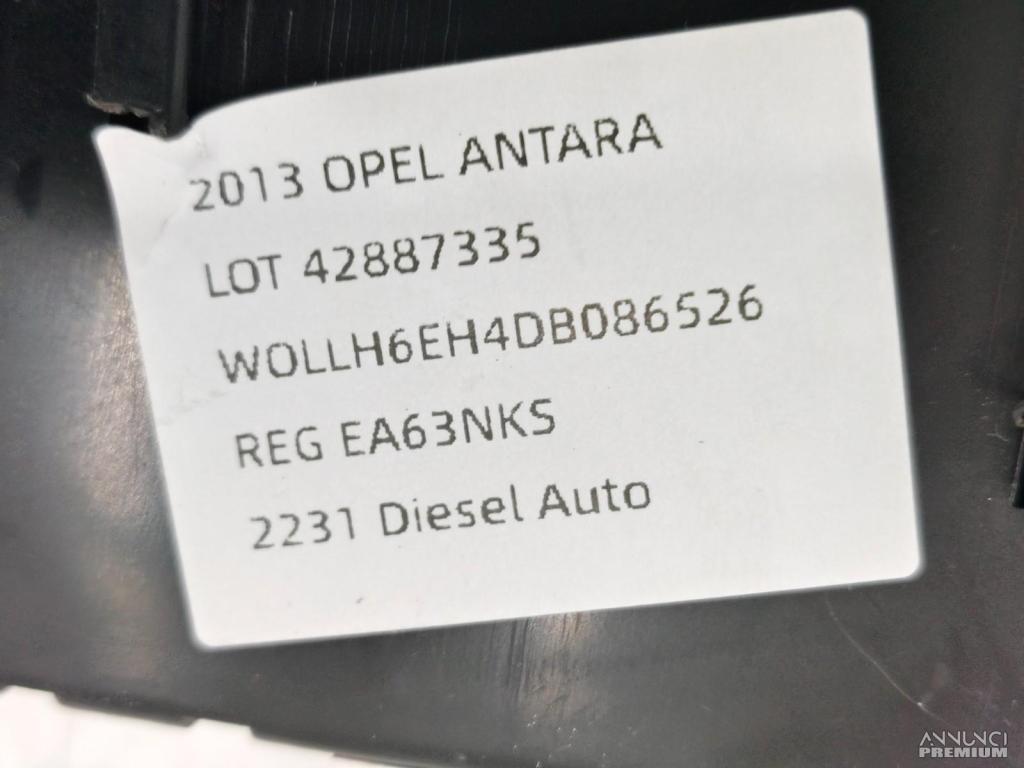 2013 OPEL ANTARA
LOT 42887335
WOLLH6EH4DB086526
REG EA63NKS
2231 Diesel Auto
ANNUNCI
PREMIUM